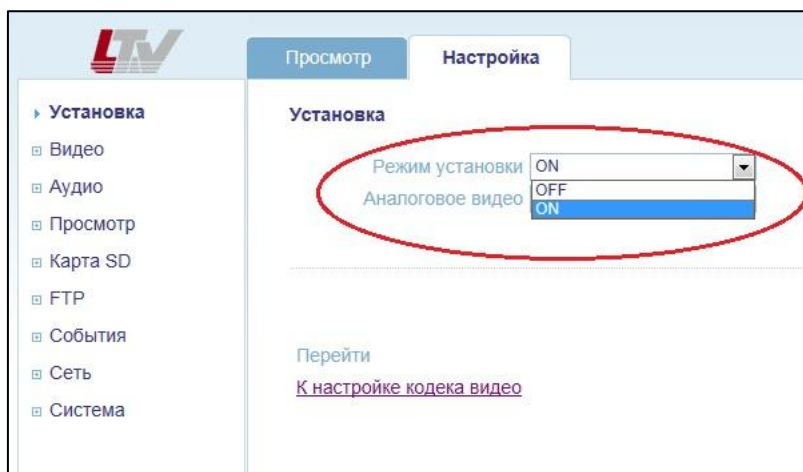 LTV
Просмотр
Настройка
Установка
Видео
Аудио
Просмотр
Карта SD
FTP
События
Сеть
Система
Установка
Режим установки ON
OFF
Аналоговое видео ON
Перейти
К настройке кодека видео